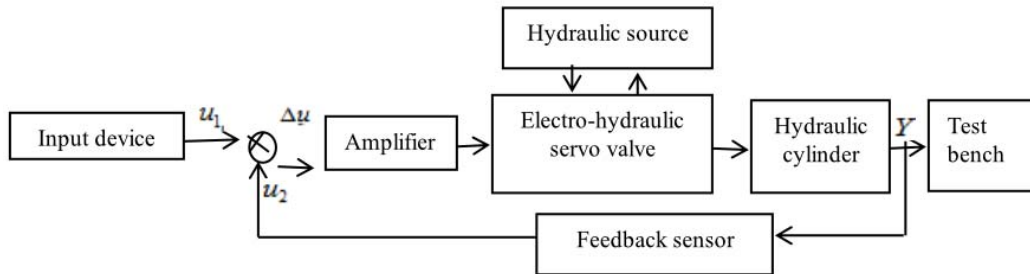 Hydraulic source
u₁
Δu
Input device
Amplifier
Electro-hydraulic
servo valve
Hydraulic
cylinder
Y
Test
bench
u₂
Feedback sensor